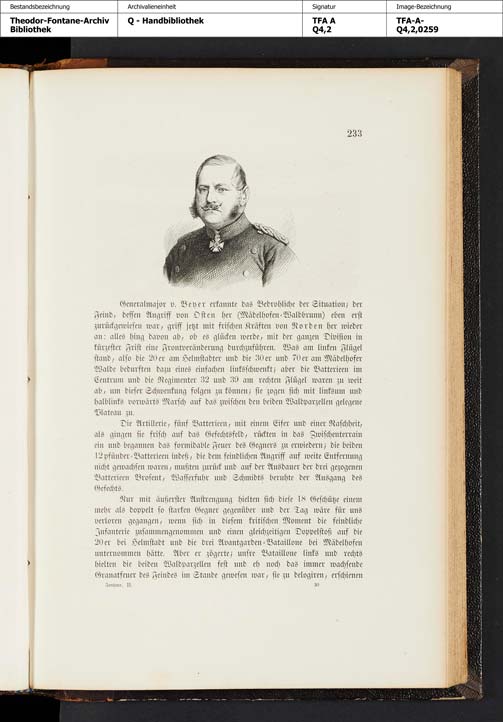 Bestandsbezeichnung
Archivalieneinheit
Signatur
Image-Bezeichnung
Theodor-Fontane-Archiv
Bibliothek
Q - Handbibliothek
TFA A
Q4,2
TFA-A-
Q4,2,0259
233
Generalmajor v. Beyer erkannte das Bedrohliche der Situation; der
Feind, dessen Angriff von Osten her (Mädelhofen-Waldbrunn) eben erst
zurückgewiesen war, griff jetzt mit frischen Kräften von Norden her wieder
an: alles hing davon ab, ob es glücken werde, mit der ganzen Division in
kürzester Frist eine Frontveränderung durchzuführen. Was am linken Flügel
stand, also die 20er am Helmstadter und die 30er und 70er am Mädelhofer
Walde bedurften dazu eines einfachen linksschwenkt; aber die Batterieen im
Centrum und die Regimenter 32 und 39 am rechten Flügel waren zu weit
ab, um dieser Schwenkung folgen zu können; sie zogen sich mit linksum und
halblinks vorwärts Marsch auf das zwischen den beiden Waldparzellen gelegene
Plateau zu.
Die Artillerie, fünf Batterieen, mit einem Eifer und einer Raschheit,
als gingen sie frisch auf das Gefechtsfeld, rückten in das Zwischenterrain
ein und begannen das formidable Feuer des Gegners zu erwiedern; die beiden
12pfünder-Batterieen indeß, die dem feindlichen Angriff auf weite Entfernung
nicht gewachsen waren, mußten zurück und auf der Ausdauer der drei gezogenen
Batterieen Brosent, Wasserfuhr und Schmidts beruhte der Ausgang des
Gefechts.
Nur mit äußerster Anstrengung hielten sich diese 18 Geschütze einem
mehr als doppelt so starken Gegner gegenüber und der Tag wäre für uns
verloren gegangen, wenn sich in diesem kritischen Moment die feindliche
Infanterie zusammengenommen und einen gleichzeitigen Doppelstoß auf die
20er bei Helmstadt und die drei Avantgarden-Bataillone bei Mädelhofen
unternommen hätte. Aber er zögerte; unsre Bataillone links und rechts
hielten die beiden Waldparzellen fest und eh noch das immer wachsende
Granatfeuer des Feindes im Stande gewesen war, sie zu delogiren, erschienen
Fontane. II.
30